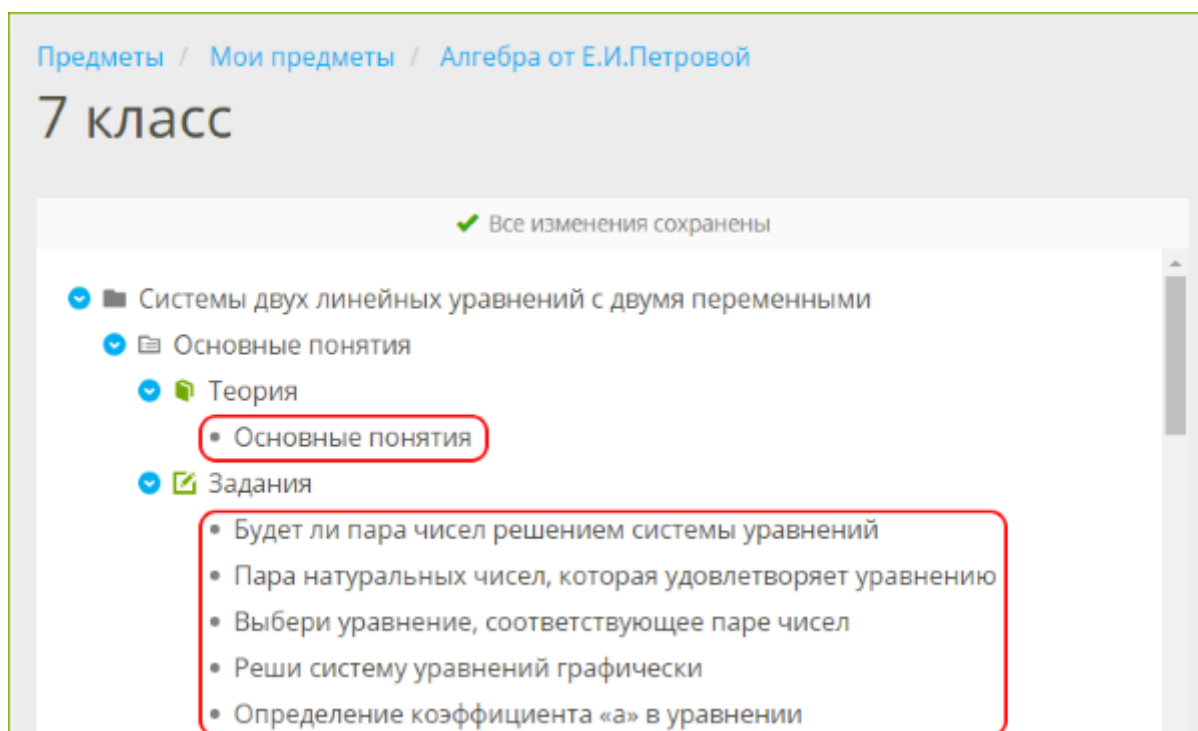 Предметы / Мои предметы / Алгебра от Е.И.Петровой
7 класс
Все изменения сохранены
Системы двух линейных уравнений с двумя переменными
Основные понятия
Теория
• Основные понятия
Задания
• Будет ли пара чисел решением системы уравнений
• Пара натуральных чисел, которая удовлетворяет уравнению
• Выбери уравнение, соответствующее паре чисел
• Реши систему уравнений графически
• Определение коэффициента «а» в уравнении